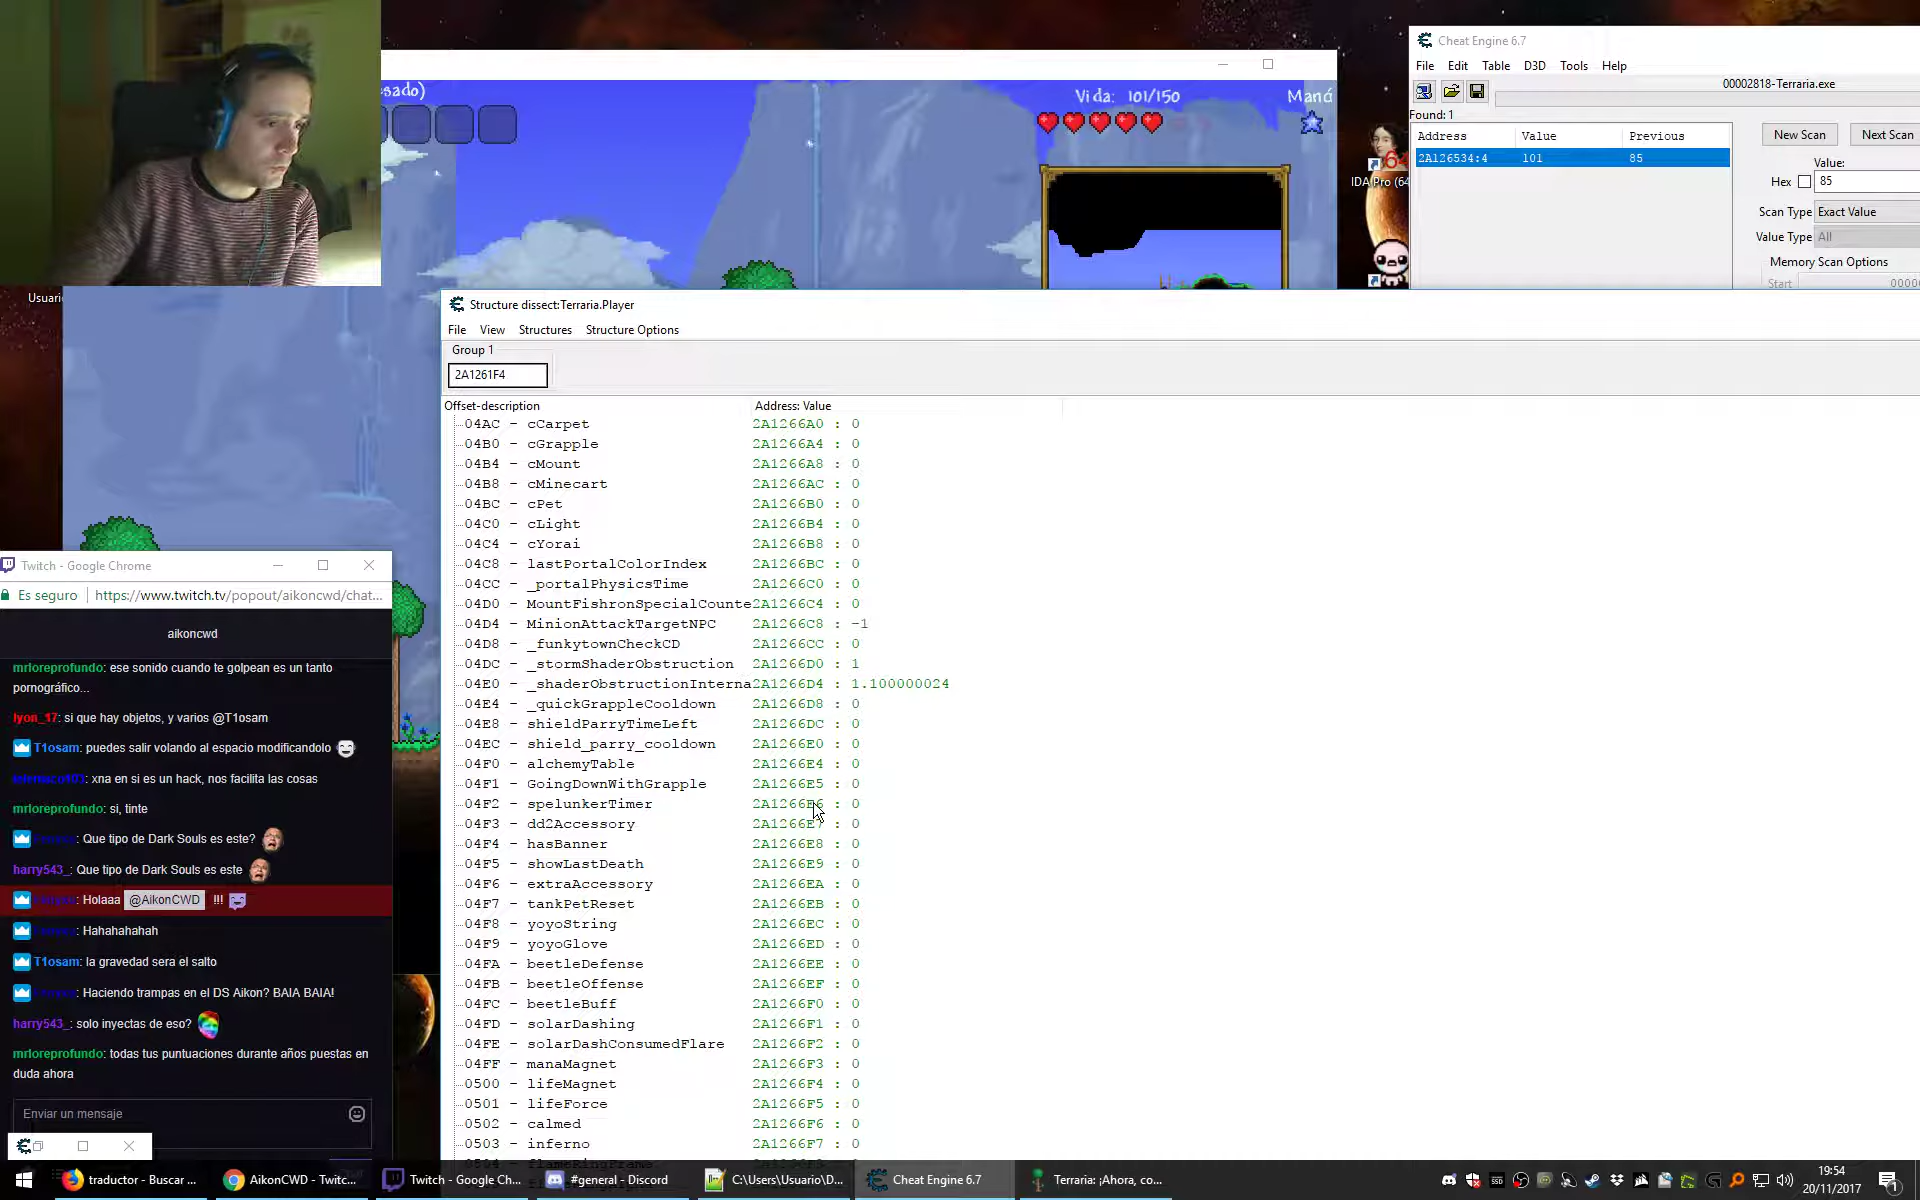 sado)
Vida: 101/150
Maná
Cheat Engine 6.7
File Edit Table D3D Tools Help
00002818-Terraria.exe
Found: 1
Address Value Previous
2A126534:4 101 85
New Scan Next Scan
Value:
Hex 85
Scan Type Exact Value
Value Type All
Memory Scan Options
Start
IDA Pro (64
Usuari
Structure dissect:Terraria.Player
File View Structures Structure Options
Group 1
2A1261F4
Offset-description Address: Value
04AC - cCarpet 2A1266A0 : 0
04B0 - cGrapple 2A1266A4 : 0
04B4 - cMount 2A1266A8 : 0
04B8 - cMinecart 2A1266AC : 0
04BC - cPet 2A1266B0 : 0
04C0 - cLight 2A1266B4 : 0
04C4 - cYorai 2A1266B8 : 0
04C8 - lastPortalColorIndex 2A1266BC : 0
04CC - _portalPhysicsTime 2A1266C0 : 0
04D0 - MountFishronSpecialCounte 2A1266C4 : 0
04D4 - MinionAttackTargetNPC 2A1266C8 : -1
04D8 - _funkytownCheckCD 2A1266CC : 0
04DC - _stormShaderObstruction 2A1266D0 : 1
04E0 - _shaderObstructionInterna 2A1266D4 : 1.100000024
04E4 - _quickGrappleCooldown 2A1266D8 : 0
04E8 - shieldParryTimeLeft 2A1266DC : 0
04EC - shield_parry_cooldown 2A1266E0 : 0
04F0 - alchemyTable 2A1266E4 : 0
04F1 - GoingDownWithGrapple 2A1266E5 : 0
04F2 - spelunkerTimer 2A1266E6 : 0
04F3 - dd2Accessory 2A1266E7 : 0
04F4 - hasBanner 2A1266E8 : 0
04F5 - showLastDeath 2A1266E9 : 0
04F6 - extraAccessory 2A1266EA : 0
04F7 - tankPetReset 2A1266EB : 0
04F8 - yoyoString 2A1266EC : 0
04F9 - yoyoGlove 2A1266ED : 0
04FA - beetleDefense 2A1266EE : 0
04FB - beetleOffense 2A1266EF : 0
04FC - beetleBuff 2A1266F0 : 0
04FD - solarDashing 2A1266F1 : 0
04FE - solarDashConsumedFlare 2A1266F2 : 0
04FF - manaMagnet 2A1266F3 : 0
0500 - lifeMagnet 2A1266F4 : 0
0501 - lifeForce 2A1266F5 : 0
0502 - calmed 2A1266F6 : 0
0503 - inferno 2A1266F7 : 0
Twitch - Google Chrome
Es seguro https://www.twitch.tv/popout/aikoncwd/chat...
aikoncwd
mrloreprofundo: ese sonido cuando te golpean es un tanto
pornográfico...
lyon_17: si que hay objetos, y varios @T1osam
T1osam: puedes salir volando al espacio modificandolo
xna en si es un hack, nos facilita las cosas
mrloreprofundo: si, tinte
: Que tipo de Dark Souls es este?
harry543_: Que tipo de Dark Souls es este
: Holaaa @AikonCWD !!!
: Hahahahahah
T1osam: la gravedad sera el salto
: Haciendo trampas en el DS Aikon? BAIA BAIA!
harry543_: solo inyectas de eso?
mrloreprofundo: todas tus puntuaciones durante años puestas en
duda ahora
Enviar un mensaje
traductor - Buscar ... AikonCWD - Twitc... Twitch - Google Ch... #general - Discord C:\Users\Usuario\D... Cheat Engine 6.7 Terraria: ¡Ahora, co...
19:54
20/11/2017